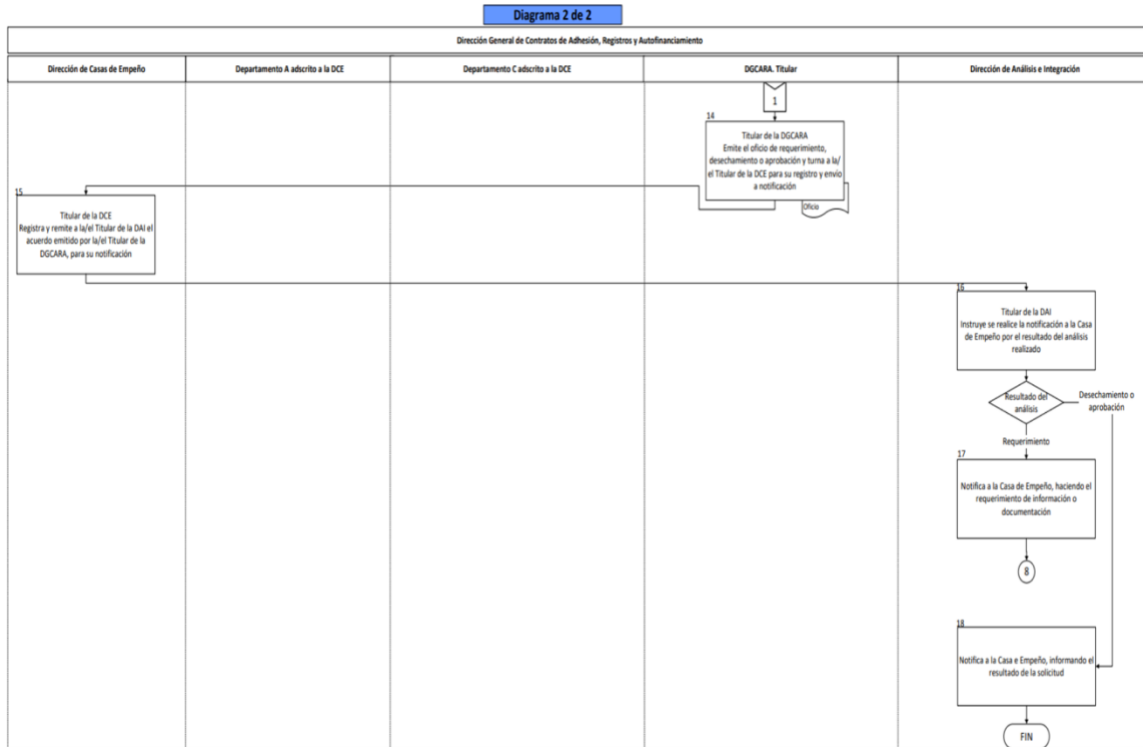 Diagrama 2 de 2
Dirección General de Contratos de Adhesión, Registros y Autofinanciamiento
Dirección de Casas de Empeño
Departamento A adscrito a la DCE
Departamento C adscrito a la DCE
DGCARA. Titular
Dirección de Análisis e Integración
1
14
Titular de la DGCARA
Emite el oficio de requerimiento,
desechamiento o aprobación y turna a la/
el Titular de la DCE para su registro y envío
a notificación
Oficio
15
Titular de la DCE
Registra y remite a la/el Titular de la DAI el
acuerdo emitido por la/el Titular de la
DGCARA, para su notificación
16
Titular de la DAI
Instruye se realice la notificación a la Casa
de Empeño por el resultado del análisis
realizado
Resultado del
análisis
Desechamiento o
aprobación
Requerimiento
17
Notifica a la Casa de Empeño, haciendo el
requerimiento de información o
documentación
8
18
Notifica a la Casa e Empeño, informando el
resultado de la solicitud
FIN